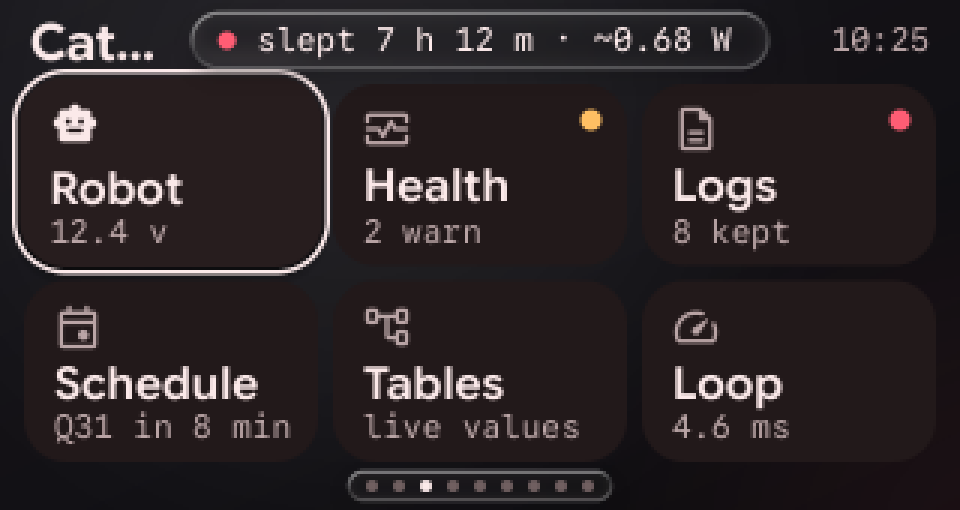 Cat...
slept 7 h 12 m · ~0.68 W
10:25
Robot
12.4 v
Health
2 warn
Logs
8 kept
Schedule
Q31 in 8 min
Tables
live values
Loop
4.6 ms